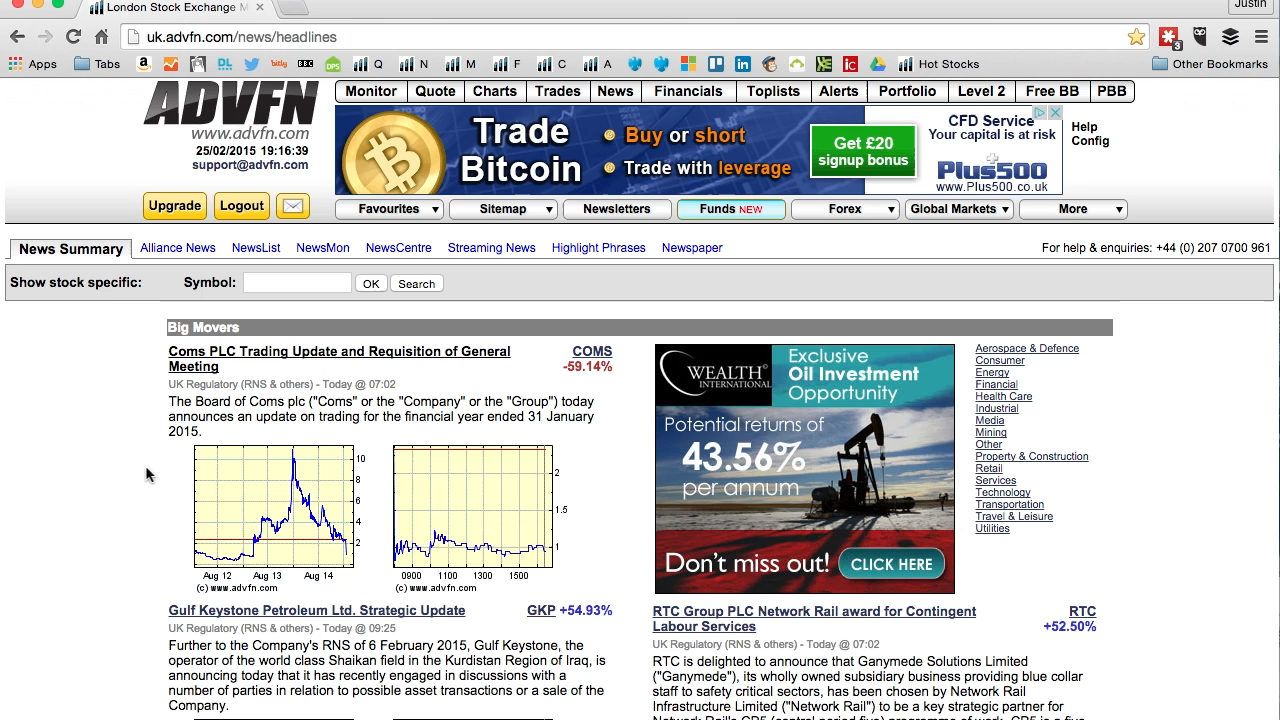 London Stock Exchange M
Justin
uk.advfn.com/news/headlines
3
Apps Tabs Q N M F C A Hot Stocks Other Bookmarks
ADVFN
www.advfn.com
25/02/2015 19:16:39
support@advfn.com
Monitor Quote Charts Trades News Financials Toplists Alerts Portfolio Level 2 Free BB PBB
Trade
Bitcoin
Buy or short
Trade with leverage
Get £20
signup bonus
CFD Service
Your capital is at risk
Plus500
www.Plus500.co.uk
Help
Config
Upgrade Logout
Favourites Sitemap Newsletters Funds NEW Forex Global Markets More
News Summary Alliance News NewsList NewsMon NewsCentre Streaming News Highlight Phrases Newspaper For help & enquiries: +44 (0) 207 0700 961
Show stock specific: Symbol: OK Search
Big Movers
Coms PLC Trading Update and Requisition of General
Meeting
COMS
-59.14%
UK Regulatory (RNS & others) - Today @ 07:02
The Board of Coms plc ("Coms" or the "Company" or the "Group") today
announces an update on trading for the financial year ended 31 January
2015.
10
8
6
4
2
Aug 12 Aug 13 Aug 14
(c) www.advfn.com
2
1.5
1
0900 1100 1300 1500
(c) www.advfn.com
WEALTH
INTERNATIONAL
Exclusive
Oil Investment
Opportunity
Potential returns of
43.56%
per annum
Don't miss out! CLICK HERE
Aerospace & Defence
Consumer
Energy
Financial
Health Care
Industrial
Media
Mining
Other
Property & Construction
Retail
Services
Technology
Transportation
Travel & Leisure
Utilities
Gulf Keystone Petroleum Ltd. Strategic Update GKP +54.93%
UK Regulatory (RNS & others) - Today @ 09:25
Further to the Company's RNS of 6 February 2015, Gulf Keystone, the
operator of the world class Shaikan field in the Kurdistan Region of Iraq, is
announcing today that it has recently engaged in discussions with a
number of parties in relation to possible asset transactions or a sale of the
Company.
RTC Group PLC Network Rail award for Contingent
Labour Services
RTC
+52.50%
UK Regulatory (RNS & others) - Today @ 07:02
RTC is delighted to announce that Ganymede Solutions Limited
("Ganymede"), its wholly owned subsidiary business providing blue collar
staff to safety critical sectors, has been chosen by Network Rail
Infrastructure Limited ("Network Rail") to be a key strategic partner for
Network Rail's CP5 (control period five) programme of work. CP5 is a five